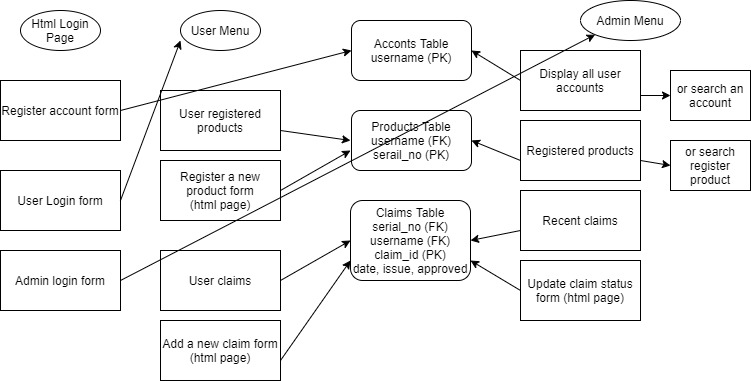 Html Login
Page
User Menu
Admin Menu
Register account form
User Login form
Admin login form
User registered
products
Register a new
product form
(html page)
User claims
Add a new claim form
(html page)
Acconts Table
username (PK)
Products Table
username (FK)
serail_no (PK)
Claims Table
serial_no (FK)
username (FK)
claim_id (PK)
date, issue, approved
Display all user
accounts
Registered products
Recent claims
Update claim status
form (html page)
or search an
account
or search
register
product